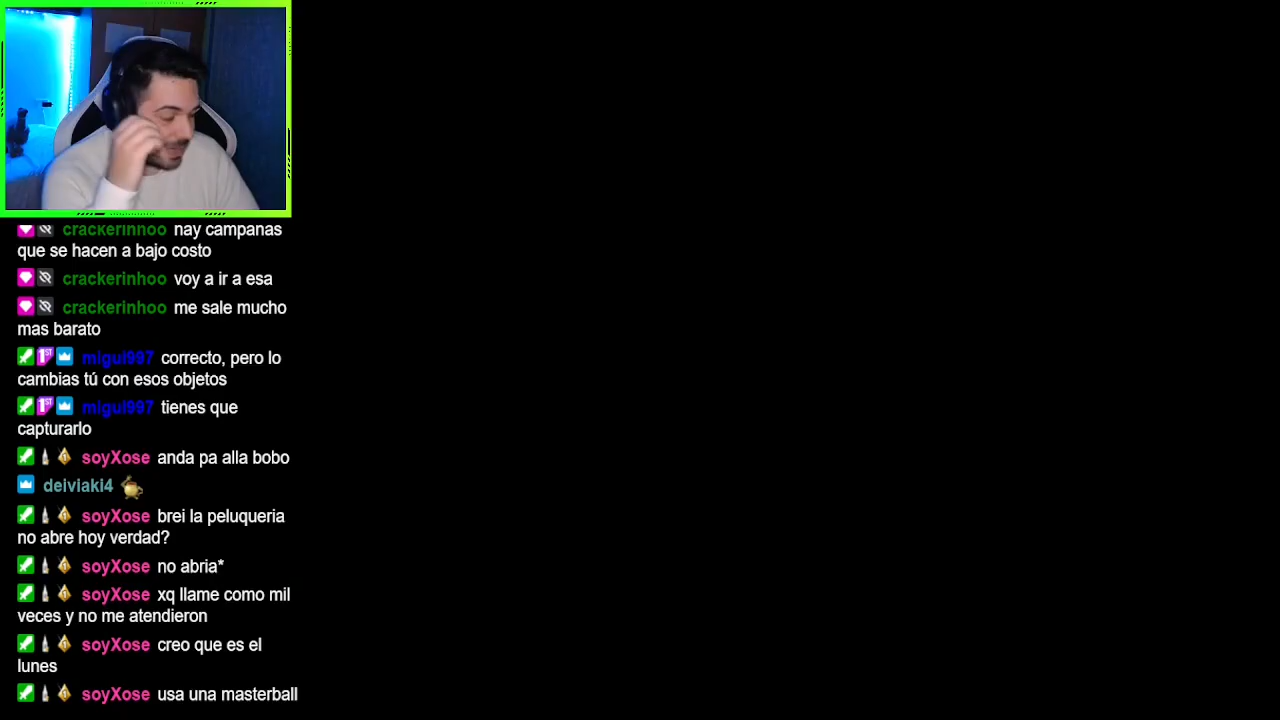 crackerinhoo hay campanas
que se hacen a bajo costo
crackerinhoo voy a ir a esa
crackerinhoo me sale mucho
mas barato
migul997 correcto, pero lo
cambias tú con esos objetos
migul997 tienes que
capturarlo
soyXose anda pa alla bobo
deiviaki4
soyXose brei la peluqueria
no abre hoy verdad?
soyXose no abria*
soyXose xq llame como mil
veces y no me atendieron
soyXose creo que es el
lunes
soyXose usa una masterball